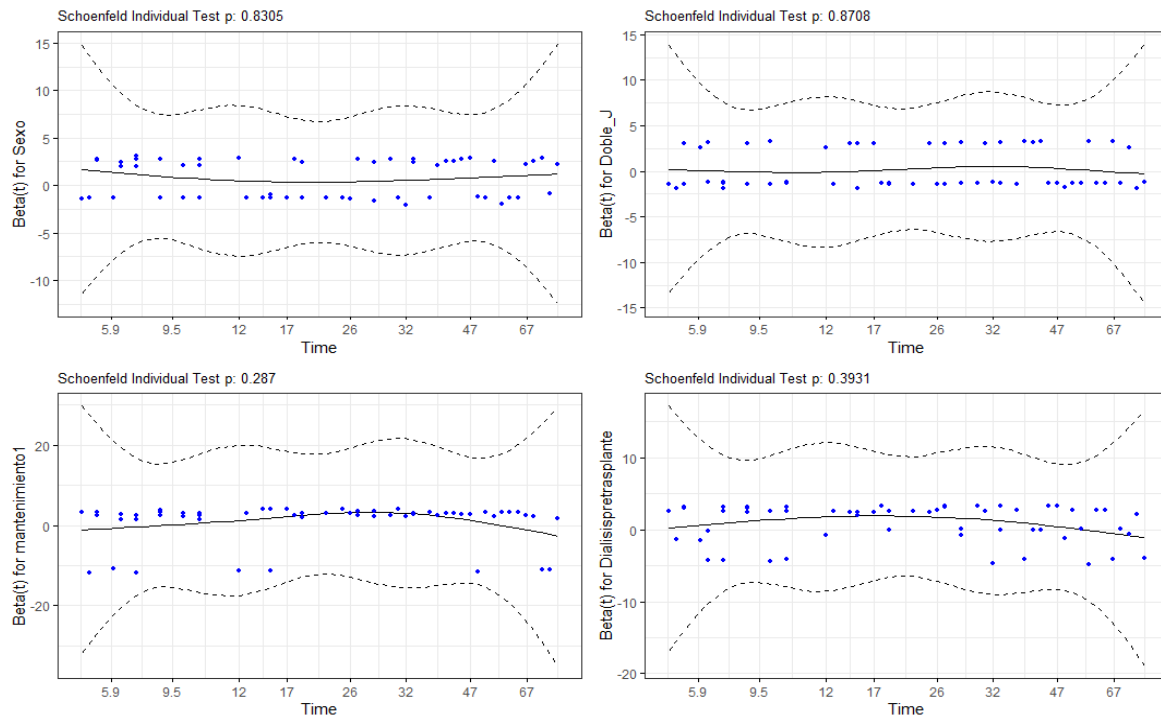 Schoenfeld Individual Test p: 0.8305
15
10
5
0
-5
-10
Beta(t) for Sexo
5.9 9.5 12 17 26 32 47 67
Time
Schoenfeld Individual Test p: 0.8708
15
10
5
0
-5
-10
-15
Beta(t) for Doble_J
5.9 9.5 12 17 26 32 47 67
Time
Schoenfeld Individual Test p: 0.287
20
0
-20
Beta(t) for mantenimiento1
5.9 9.5 12 17 26 32 47 67
Time
Schoenfeld Individual Test p: 0.3931
10
0
-10
-20
Beta(t) for Dialisispretrasplante
5.9 9.5 12 17 26 32 47 67
Time